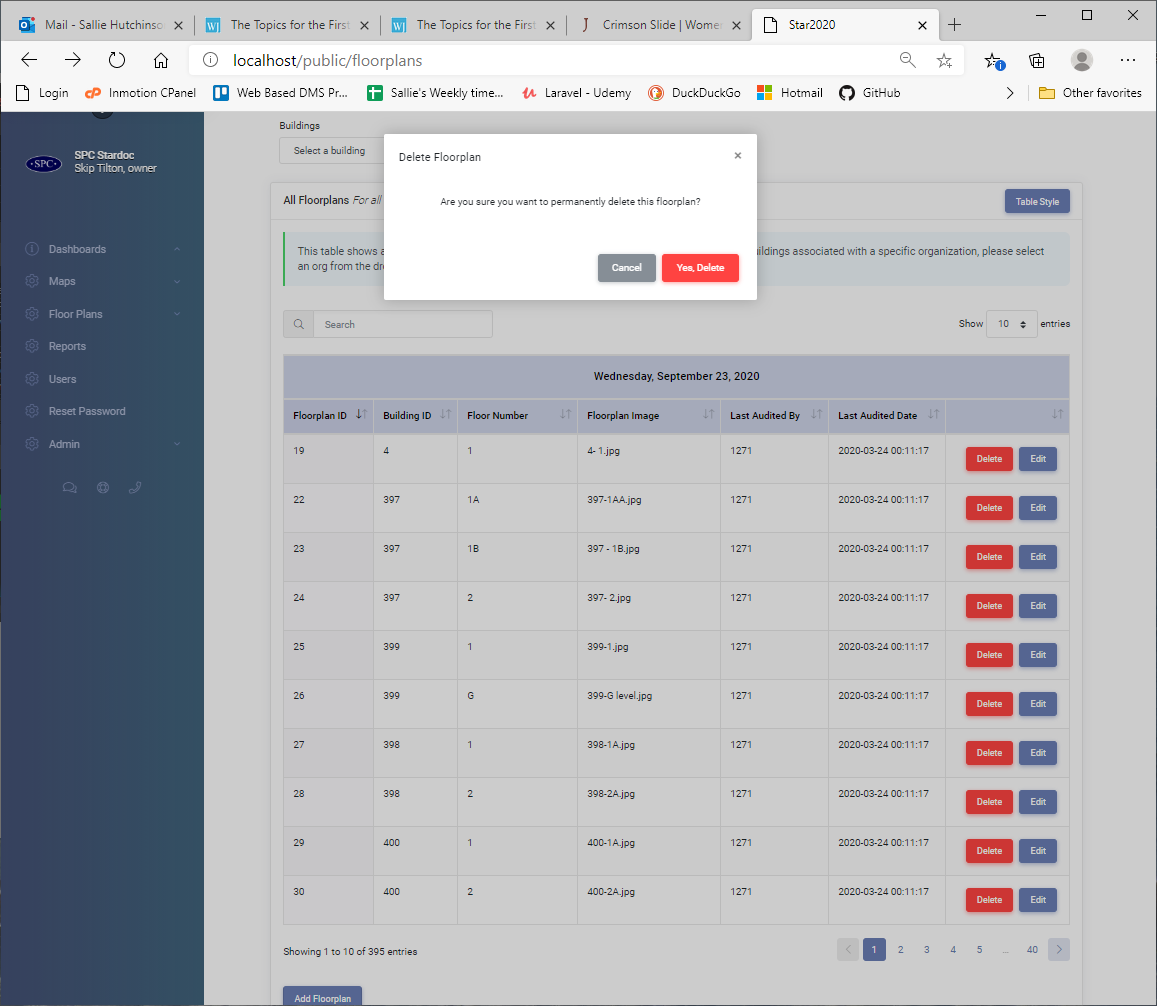 Mail - Sallie Hutchinso
The Topics for the First
The Topics for the First
Crimson Slide | Wome
Star2020
localhost/public/floorplans
Login
Inmotion CPanel
Web Based DMS Pr...
Sallie's Weekly time...
Laravel - Udemy
DuckDuckGo
Hotmail
GitHub
Other favorites
SPC
SPC Stardoc
Skip Tilton, owner
Dashboards
Maps
Floor Plans
Reports
Users
Reset Password
Admin
Buildings
Select a building
Delete Floorplan
×
Are you sure you want to permanently delete this floorplan?
Cancel
Yes, Delete
All Floorplans For all
Table Style
This table shows a
ildings associated with a specific organization, please select
an org from the dr
Search
Show 10 entries
Wednesday, September 23, 2020
Floorplan ID Building ID Floor Number Floorplan Image Last Audited By Last Audited Date
19 4 1 4- 1.jpg 1271 2020-03-24 00:11:17 Delete Edit
22 397 1A 397-1AA.jpg 1271 2020-03-24 00:11:17 Delete Edit
23 397 1B 397 - 1B.jpg 1271 2020-03-24 00:11:17 Delete Edit
24 397 2 397- 2.jpg 1271 2020-03-24 00:11:17 Delete Edit
25 399 1 399-1.jpg 1271 2020-03-24 00:11:17 Delete Edit
26 399 G 399-G level.jpg 1271 2020-03-24 00:11:17 Delete Edit
27 398 1 398-1A.jpg 1271 2020-03-24 00:11:17 Delete Edit
28 398 2 398-2A.jpg 1271 2020-03-24 00:11:17 Delete Edit
29 400 1 400-1A.jpg 1271 2020-03-24 00:11:17 Delete Edit
30 400 2 400-2A.jpg 1271 2020-03-24 00:11:17 Delete Edit
Showing 1 to 10 of 395 entries
1 2 3 4 5 ... 40
Add Floorplan